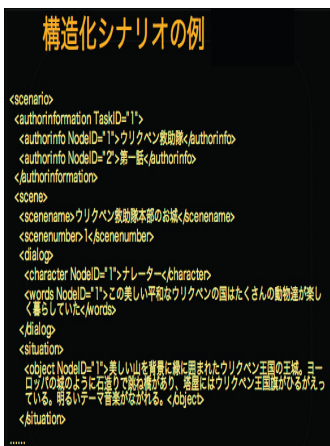 構造化シナリオの例
<scenario>
<authorinformation TaskID="1">
<authorinfo NodeID="1">ウリクペン救助隊</authorinfo>
<authorinfo NodeID="2">第一話</authorinfo>
</authorinformation>
<scene>
<scenename>ウリクペン救助隊本部のお城</scenename>
<scenenumber>1</scenenumber>
<dialog>
<character NodeID="1">ナレーター</character>
<words NodeID="1">この美しい平和なウリクペンの国はたくさんの動物達が楽し
く暮らしていた</words>
</dialog>
<situation>
<object NodeID="1">美しい山を背景に緑に囲まれたウリクペン王国の王城。ヨー
ロッパの城のように石造りで跳ね橋があり、塔屋にはウリクペン王国旗がひるがえっ
ている。明るいテーマ音楽がながれる。</object>
</situation>
......